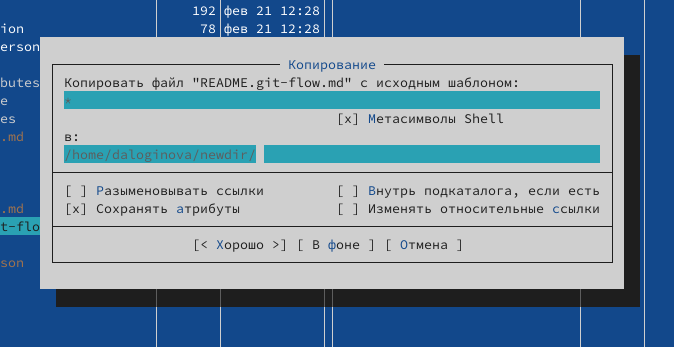 192 фев 21 12:28
ion 78 фев 21 12:28
erson
Копирование
Копировать файл "README.git-flow.md" с исходным шаблоном:
butes
e *
es [x] Метасимволы Shell
.md в:
/home/daloginova/newdir/
[ ] Разыменовывать ссылки [ ] Внутрь подкаталога, если есть
.md [x] Сохранять атрибуты [ ] Изменять относительные ссылки
t-flo
[< Хорошо >] [ В фоне ] [ Отмена ]
son